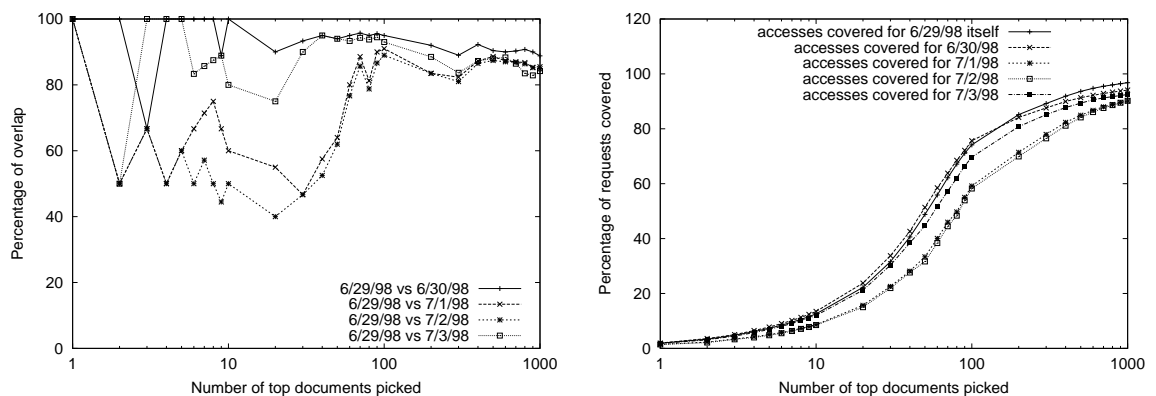 100
80
60
40
20
0
1
10
100
1000
Percentage of overlap
Number of top documents picked
6/29/98 vs 6/30/98
6/29/98 vs 7/1/98
6/29/98 vs 7/2/98
6/29/98 vs 7/3/98
120
100
80
60
40
20
0
1
10
100
1000
Percentage of requests covered
Number of top documents picked
accesses covered for 6/29/98 itself
accesses covered for 6/30/98
accesses covered for 7/1/98
accesses covered for 7/2/98
accesses covered for 7/3/98